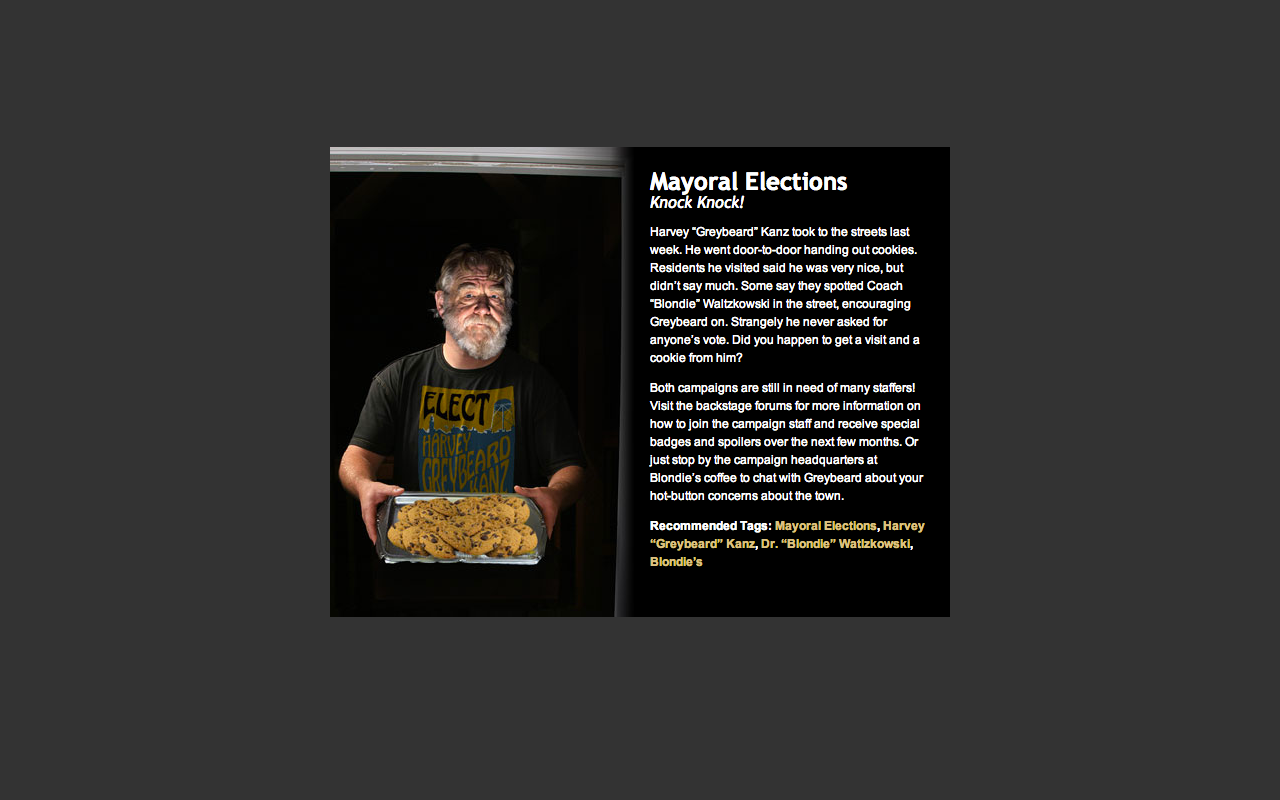 Mayoral Elections
Knock Knock!
Harvey “Greybeard” Kanz took to the streets last
week. He went door-to-door handing out cookies.
Residents he visited said he was very nice, but
didn’t say much. Some say they spotted Coach
“Blondie” Waltzkowski in the street, encouraging
Greybeard on. Strangely he never asked for
anyone’s vote. Did you happen to get a visit and a
cookie from him?
Both campaigns are still in need of many staffers!
Visit the backstage forums for more information on
how to join the campaign staff and receive special
badges and spoilers over the next few months. Or
just stop by the campaign headquarters at
Blondie’s coffee to chat with Greybeard about your
hot-button concerns about the town.
Recommended Tags: Mayoral Elections, Harvey
“Greybeard” Kanz, Dr. “Blondie” Watlzkowski,
Blondie’s
ELECT
HARVEY
GREYBEARD
KANZ